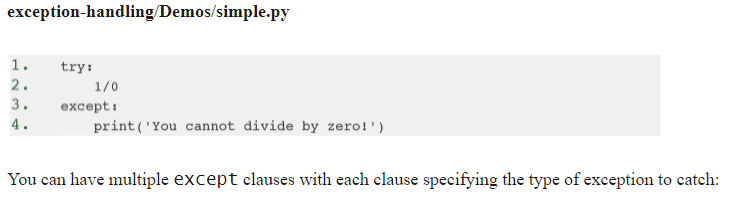 exception-handling/Demos/simple.py
1. try:
2.     1/0
3. except:
4.     print('You cannot divide by zero!')
You can have multiple except clauses with each clause specifying the type of exception to catch: